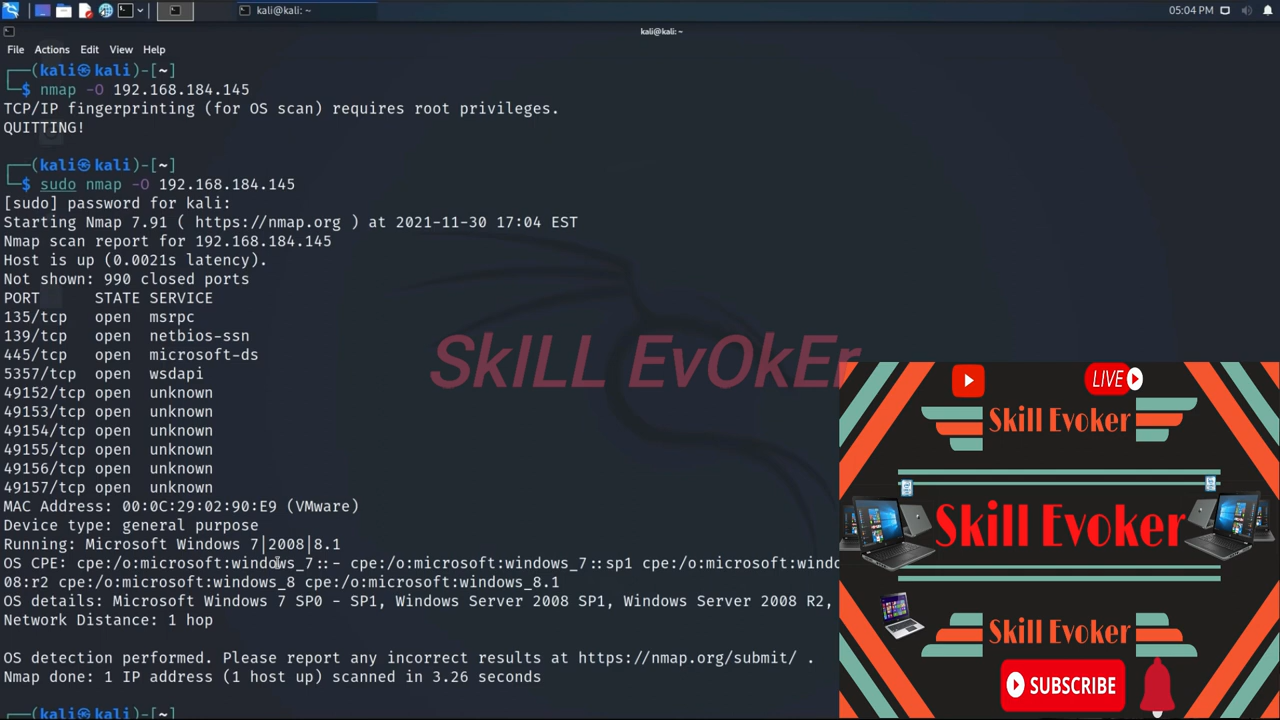 kali@kali: ~
05:04 PM
kali@kali: ~
File Actions Edit View Help
┌──(kali㉿kali)-[~]
└─$ nmap -O 192.168.184.145
TCP/IP fingerprinting (for OS scan) requires root privileges.
QUITTING!
┌──(kali㉿kali)-[~]
└─$ sudo nmap -O 192.168.184.145
[sudo] password for kali:
Starting Nmap 7.91 ( https://nmap.org ) at 2021-11-30 17:04 EST
Nmap scan report for 192.168.184.145
Host is up (0.0021s latency).
Not shown: 990 closed ports
PORT STATE SERVICE
135/tcp open msrpc
139/tcp open netbios-ssn
445/tcp open microsoft-ds
5357/tcp open wsdapi
49152/tcp open unknown
49153/tcp open unknown
49154/tcp open unknown
49155/tcp open unknown
49156/tcp open unknown
49157/tcp open unknown
MAC Address: 00:0C:29:02:90:E9 (VMware)
Device type: general purpose
Running: Microsoft Windows 7|2008|8.1
OS CPE: cpe:/o:microsoft:windows_7::- cpe:/o:microsoft:windows_7::sp1 cpe:/o:microsoft:windo
08:r2 cpe:/o:microsoft:windows_8 cpe:/o:microsoft:windows_8.1
OS details: Microsoft Windows 7 SP0 - SP1, Windows Server 2008 SP1, Windows Server 2008 R2,
Network Distance: 1 hop
OS detection performed. Please report any incorrect results at https://nmap.org/submit/ .
Nmap done: 1 IP address (1 host up) scanned in 3.26 seconds
┌──(kali㉿kali)-[~]
SkILL EvOkEr
LIVE
Skill Evoker
Skill Evoker
Skill Evoker
SUBSCRIBE